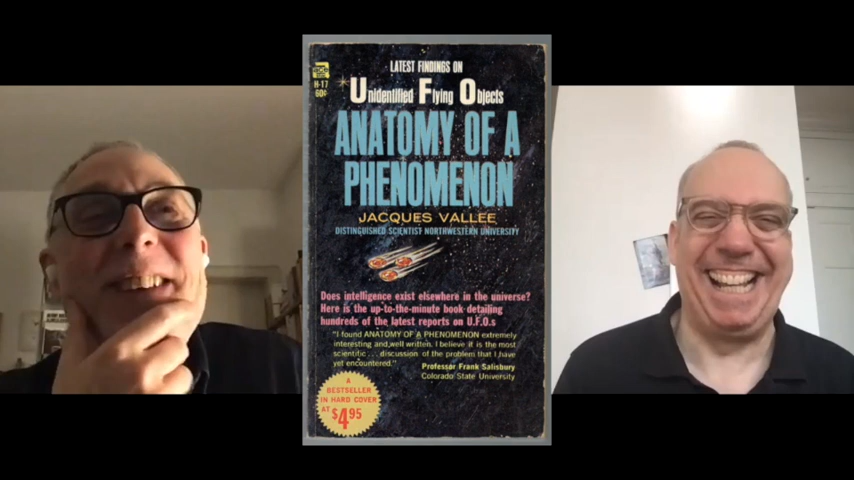 LATEST FINDINGS ON
ACE
H-17
60¢
Unidentified Flying Objects
ANATOMY OF A
PHENOMENON
JACQUES VALLEE
DISTINGUISHED SCIENTIST NORTHWESTERN UNIVERSITY
Does intelligence exist elsewhere in the universe?
Here is the up-to-the-minute book detailing
hundreds of the latest reports on U.F.O.s
"I found ANATOMY OF A PHENOMENON extremely
interesting and well written. I believe it is the most
scientific . . . discussion of the problem that I have
yet encountered."
Professor Frank Salisbury
Colorado State University
A
BESTSELLER
IN HARD COVER
AT $4.95